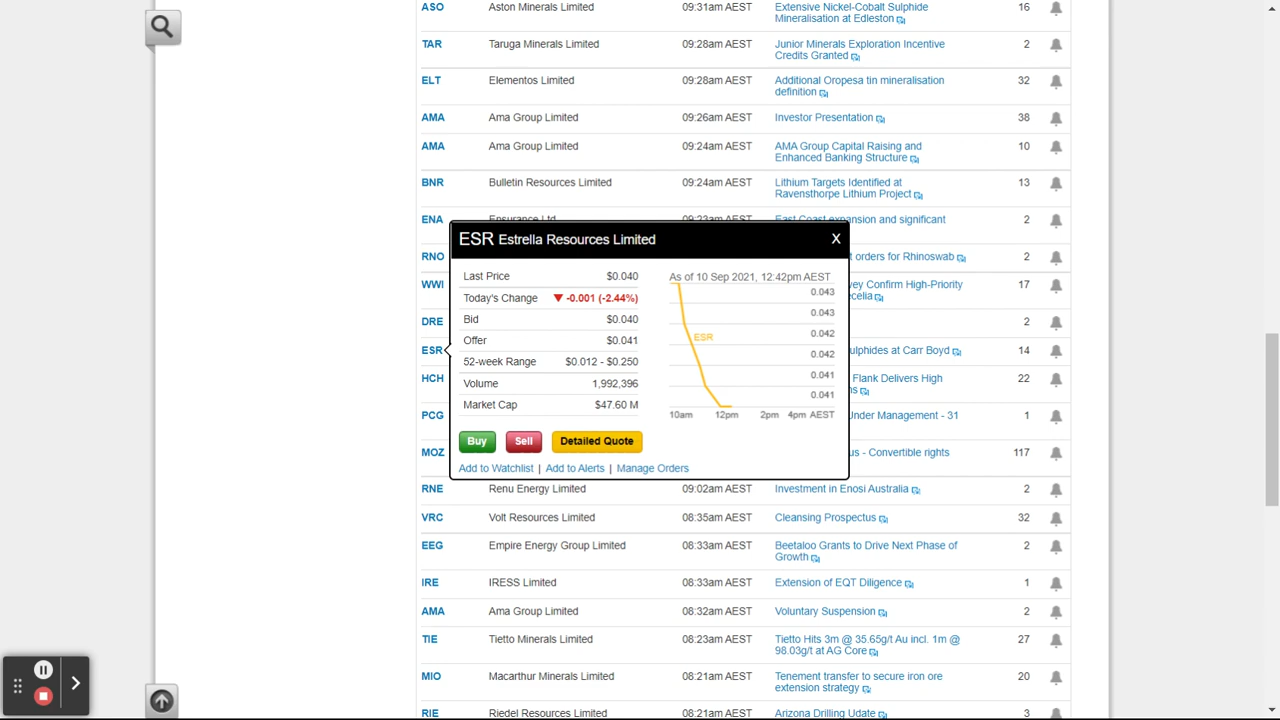 ASO Aston Minerals Limited 09:31am AEST Extensive Nickel-Cobalt Sulphide 16
Mineralisation at Edleston
TAR Taruga Minerals Limited 09:28am AEST Junior Minerals Exploration Incentive 2
Credits Granted
ELT Elementos Limited 09:28am AEST Additional Oropesa tin mineralisation 32
definition
AMA Ama Group Limited 09:26am AEST Investor Presentation 38
AMA Ama Group Limited 09:24am AEST AMA Group Capital Raising and 10
Enhanced Banking Structure
BNR Bulletin Resources Limited 09:24am AEST Lithium Targets Identified at 13
Ravensthorpe Lithium Project
ENA Ensurance Ltd 09:23am AEST East Coast expansion and significant 2
RNO orders for Rhinoswab 2
WWI Confirm High-Priority 17
DRE 2
ESR ulphides at Carr Boyd 14
HCH Flank Delivers High 22
PCG Under Management - 31 1
MOZ - Convertible rights 117
ESR Estrella Resources Limited X
Last Price $0.040
Today's Change ▼ -0.001 (-2.44%)
Bid $0.040
Offer $0.041
52-week Range $0.012 - $0.250
Volume 1,992,396
Market Cap $47.60 M
As of 10 Sep 2021, 12:42pm AEST
0.043
0.043
ESR 0.042
0.042
0.041
0.041
10am 12pm 2pm 4pm AEST
Buy Sell Detailed Quote
Add to Watchlist | Add to Alerts | Manage Orders
RNE Renu Energy Limited 09:02am AEST Investment in Enosi Australia 2
VRC Volt Resources Limited 08:35am AEST Cleansing Prospectus 32
EEG Empire Energy Group Limited 08:33am AEST Beetaloo Grants to Drive Next Phase of 2
Growth
IRE IRESS Limited 08:33am AEST Extension of EQT Diligence 1
AMA Ama Group Limited 08:32am AEST Voluntary Suspension 2
TIE Tietto Minerals Limited 08:23am AEST Tietto Hits 3m @ 35.65g/t Au incl. 1m @ 27
98.03g/t at AG Core
MIO Macarthur Minerals Limited 08:21am AEST Tenement transfer to secure iron ore 20
extension strategy
RIE Riedel Resources Limited 08:21am AEST Arizona Drilling Udate 3